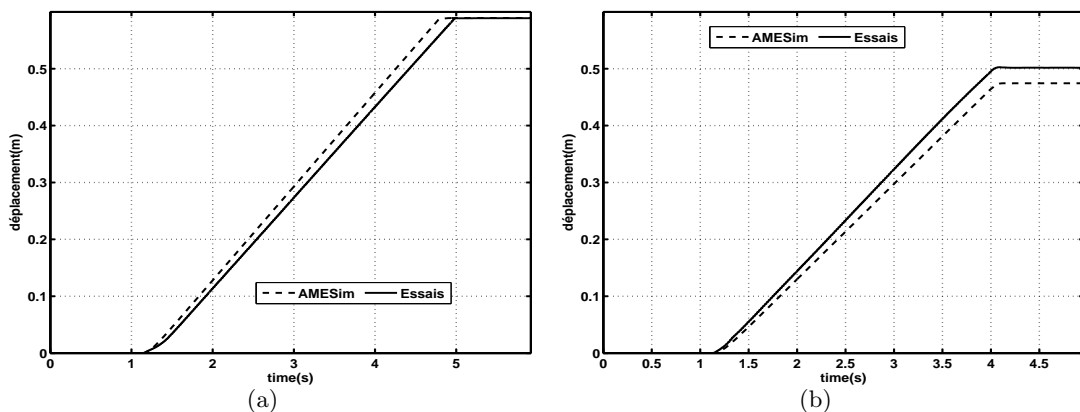 0.5
0.4
0.3
0.2
0.1
0
déplacement(m)
AMESim
Essais
0 1 2 3 4 5
time(s)
(a)
AMESim
Essais
0.5
0.4
0.3
0.2
0.1
0
déplacement(m)
0 0.5 1 1.5 2 2.5 3 3.5 4 4.5
time(s)
(b)